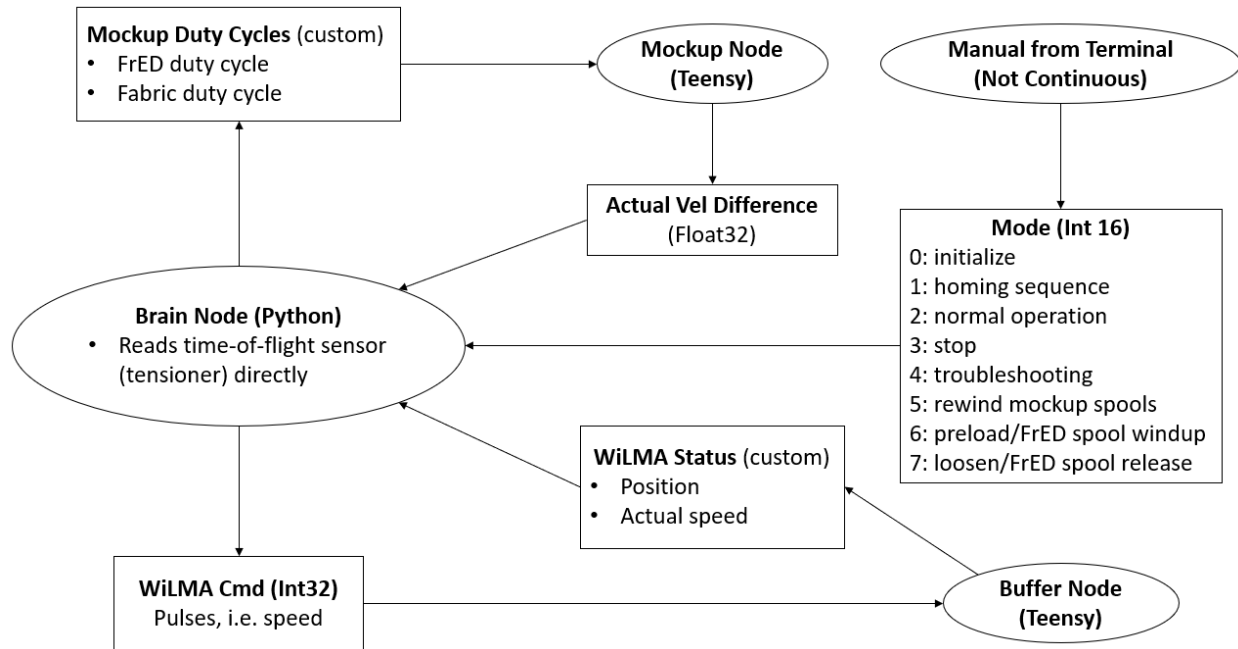 Mockup Duty Cycles (custom)
• FrED duty cycle
• Fabric duty cycle
Mockup Node
(Teensy)
Manual from Terminal
(Not Continuous)
Actual Vel Difference
(Float32)
Mode (Int 16)
0: initialize
1: homing sequence
2: normal operation
3: stop
4: troubleshooting
5: rewind mockup spools
6: preload/FrED spool windup
7: loosen/FrED spool release
Brain Node (Python)
• Reads time-of-flight sensor
(tensioner) directly
WiLMA Status (custom)
• Position
• Actual speed
WiLMA Cmd (Int32)
Pulses, i.e. speed
Buffer Node
(Teensy)